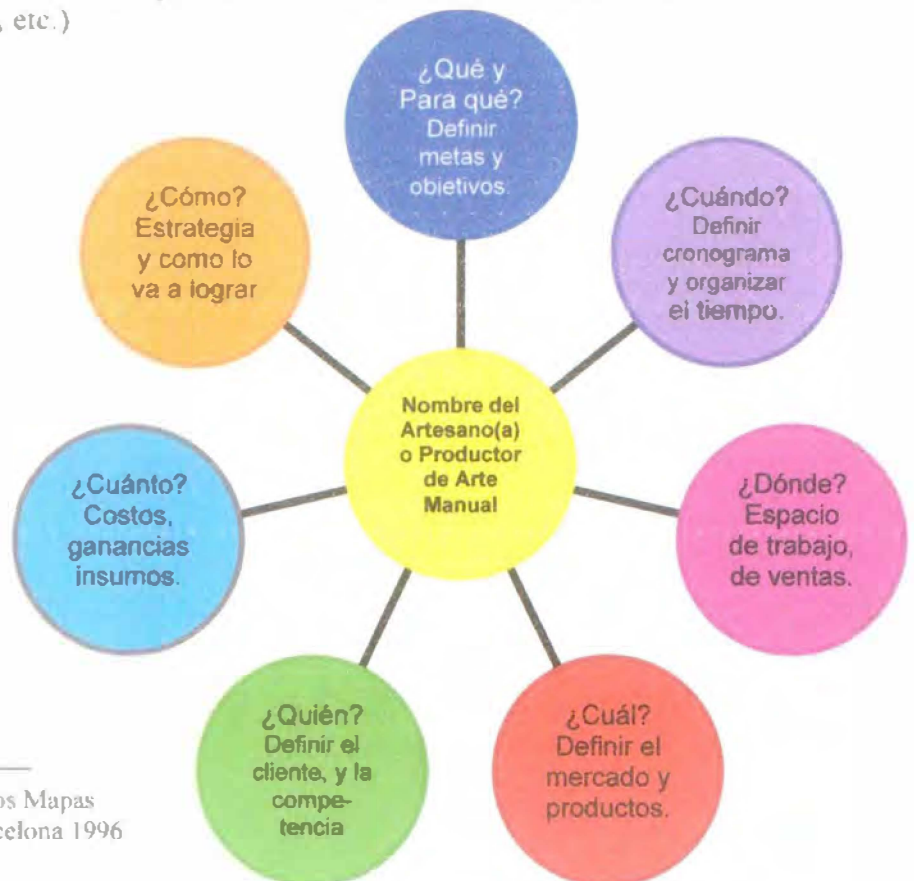 , etc.)
¿Qué y
Para qué?
Definir
metas y
objetivos.
¿Cuándo?
Definir
cronograma
y organizar
el tiempo.
¿Dónde?
Espacio
de trabajo,
de ventas.
¿Cuál?
Definir el
mercado y
productos.
¿Quién?
Definir el
cliente, y la
compe-
tencia
¿Cuánto?
Costos,
ganancias
insumos.
¿Cómo?
Estrategia
y como lo
va a lograr
Nombre del
Artesano(a)
o Productor
de Arte
Manual
os Mapas
celona 1996